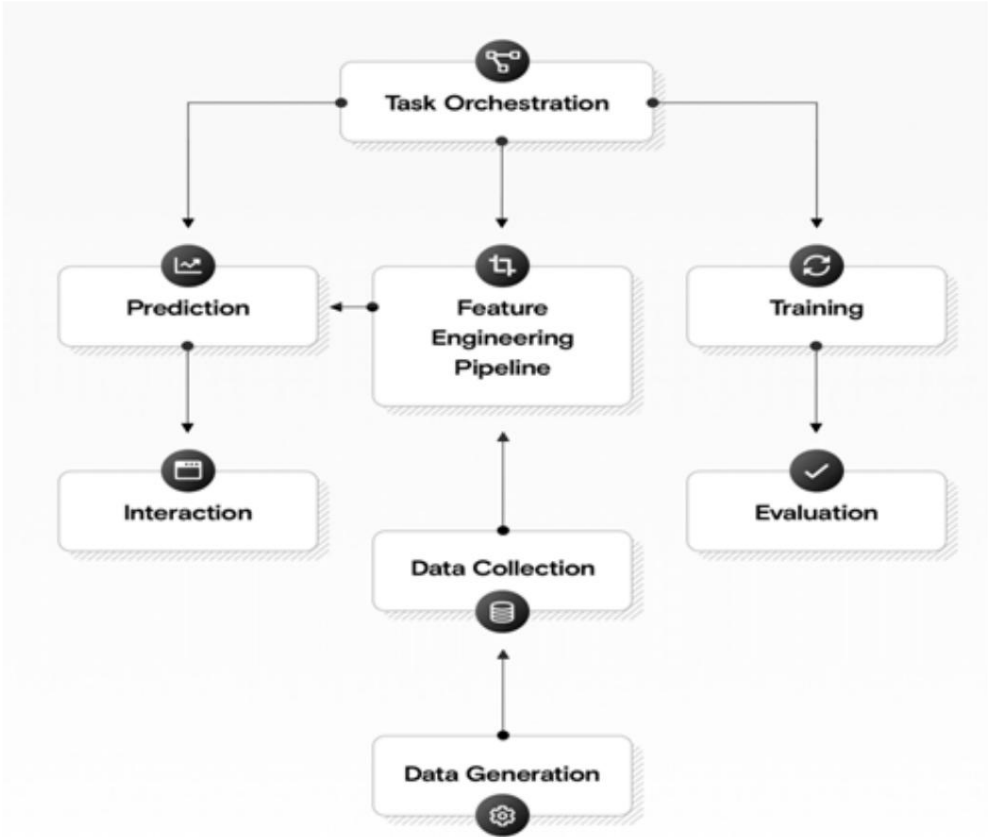 Task Orchestration
Prediction
Feature
Engineering
Pipeline
Training
Interaction
Evaluation
Data Collection
Data Generation